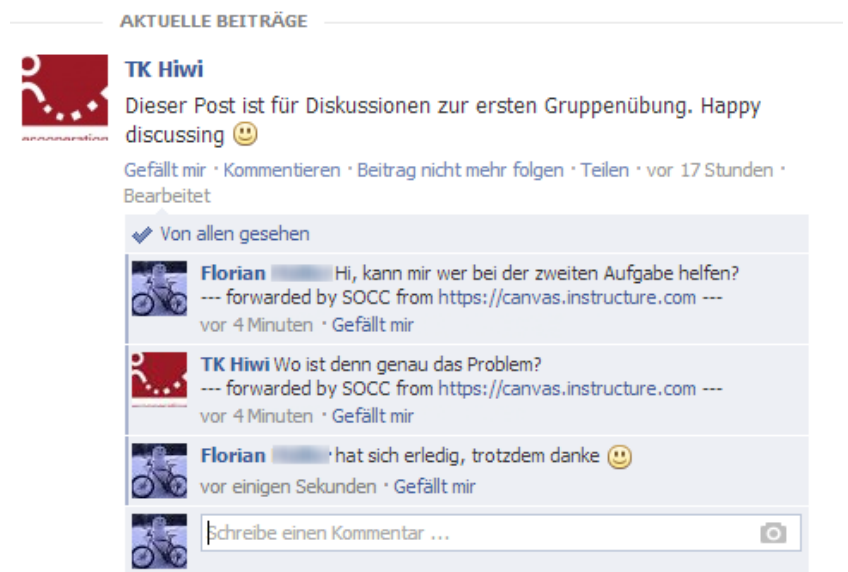 AKTUELLE BEITRÄGE
TK Hiwi
Dieser Post ist für Diskussionen zur ersten Gruppenübung. Happy
discussing
Gefällt mir · Kommentieren · Beitrag nicht mehr folgen · Teilen · vor 17 Stunden ·
Bearbeitet
Von allen gesehen
Florian Hi, kann mir wer bei der zweiten Aufgabe helfen?
--- forwarded by SOCC from https://canvas.instructure.com ---
vor 4 Minuten · Gefällt mir
TK Hiwi Wo ist denn genau das Problem?
--- forwarded by SOCC from https://canvas.instructure.com ---
vor 4 Minuten · Gefällt mir
Florian hat sich erledig, trotzdem danke
vor einigen Sekunden · Gefällt mir
Schreibe einen Kommentar ...